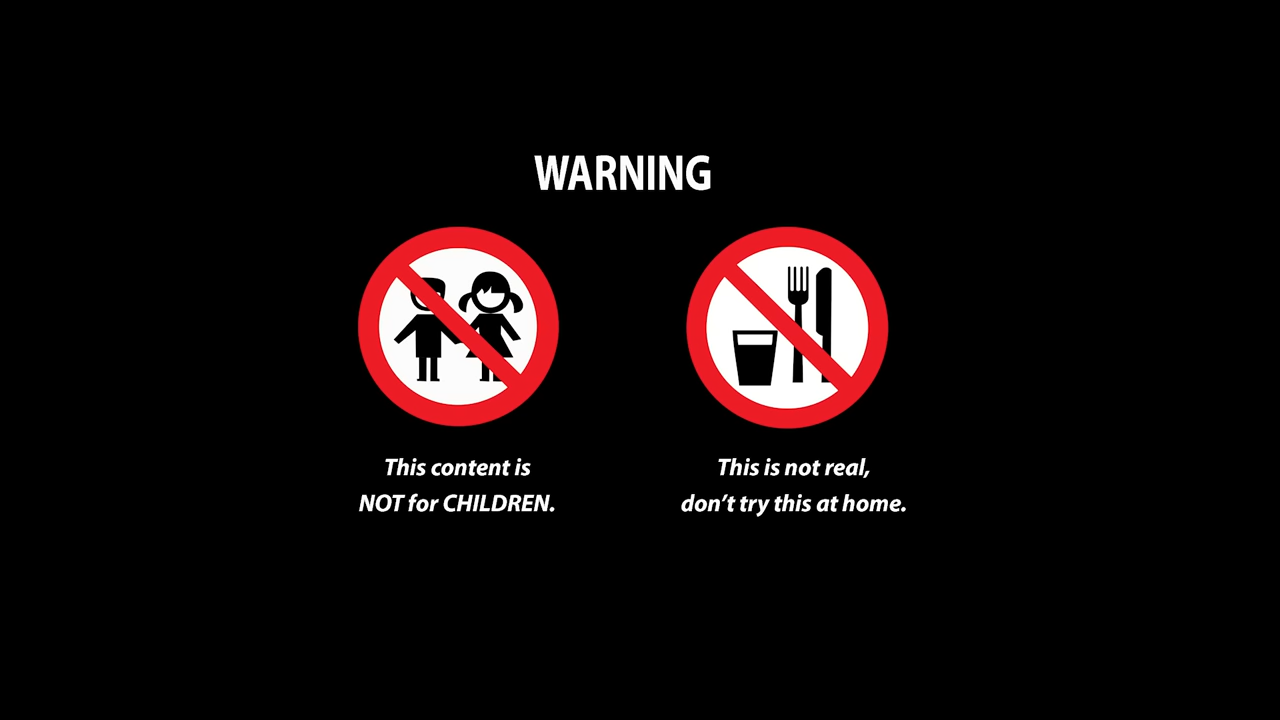 WARNING
This content is
NOT for CHILDREN.
This is not real,
don’t try this at home.